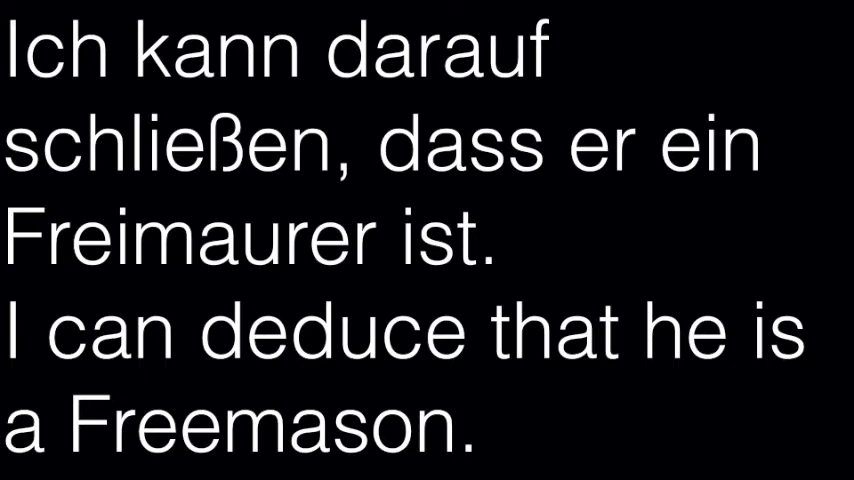 Ich kann darauf
schließen, dass er ein
Freimaurer ist.
I can deduce that he is
a Freemason.